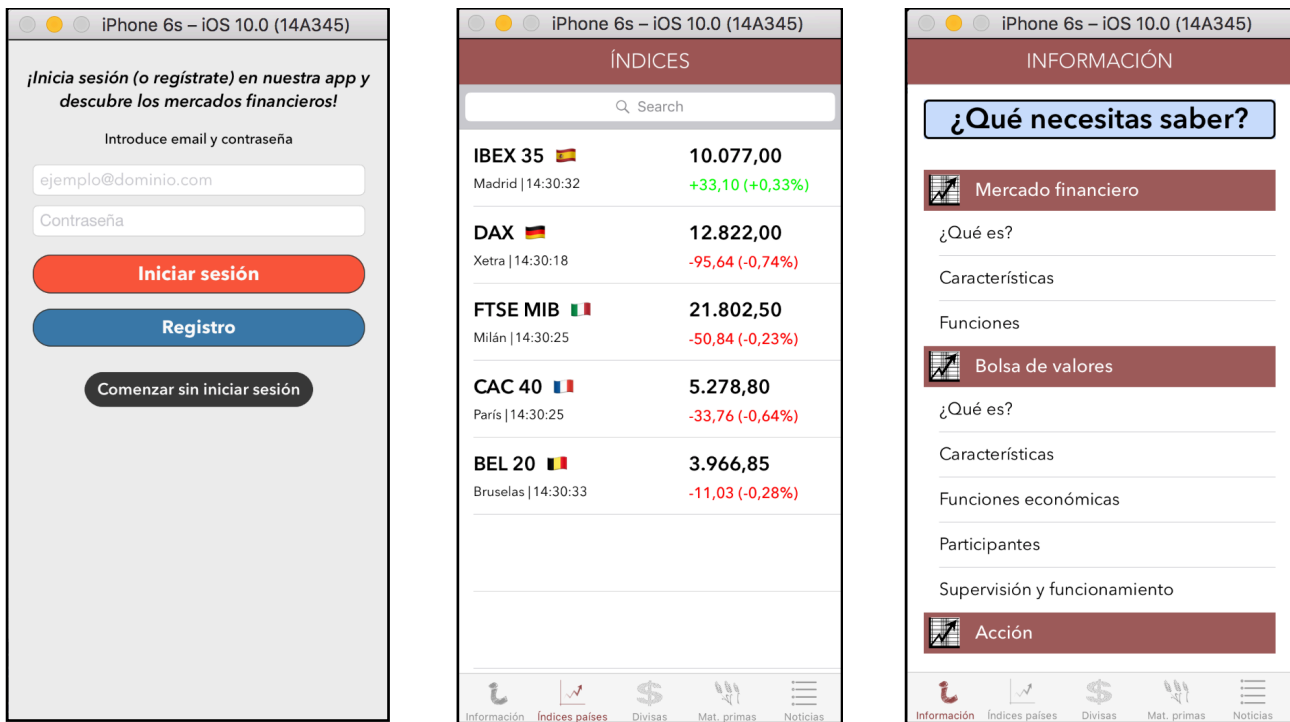 iPhone 6s – iOS 10.0 (14A345)
¡Inicia sesión (o regístrate) en nuestra app y
descubre los mercados financieros!
Introduce email y contraseña
ejemplo@dominio.com
Contraseña
Iniciar sesión
Registro
Comenzar sin iniciar sesión
iPhone 6s – iOS 10.0 (14A345)
ÍNDICES
Search
IBEX 35 10.077,00
Madrid | 14:30:32 +33,10 (+0,33%)
DAX 12.822,00
Xetra | 14:30:18 -95,64 (-0,74%)
FTSE MIB 21.802,50
Milán | 14:30:25 -50,84 (-0,23%)
CAC 40 5.278,80
París | 14:30:25 -33,76 (-0,64%)
BEL 20 3.966,85
Bruselas | 14:30:33 -11,03 (-0,28%)
Información Índices países Divisas Mat. primas Noticias
iPhone 6s – iOS 10.0 (14A345)
INFORMACIÓN
¿Qué necesitas saber?
Mercado financiero
¿Qué es?
Características
Funciones
Bolsa de valores
¿Qué es?
Características
Funciones económicas
Participantes
Supervisión y funcionamiento
Acción
Información Índices países Divisas Mat. primas Noticias